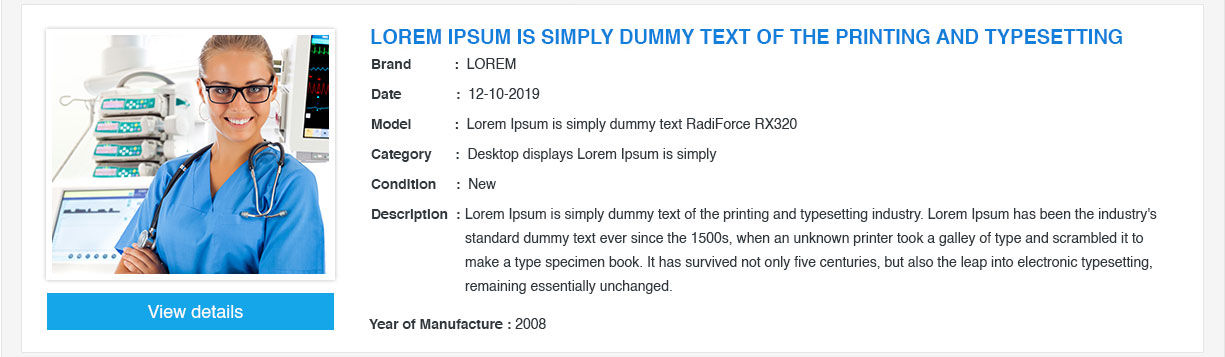 LOREM IPSUM IS SIMPLY DUMMY TEXT OF THE PRINTING AND TYPESETTING
Brand : LOREM
Date : 12-10-2019
Model : Lorem Ipsum is simply dummy text RadiForce RX320
Category : Desktop displays Lorem Ipsum is simply
Condition : New
Description : Lorem Ipsum is simply dummy text of the printing and typesetting industry. Lorem Ipsum has been the industry's
standard dummy text ever since the 1500s, when an unknown printer took a galley of type and scrambled it to
make a type specimen book. It has survived not only five centuries, but also the leap into electronic typesetting,
remaining essentially unchanged.
View details
Year of Manufacture : 2008